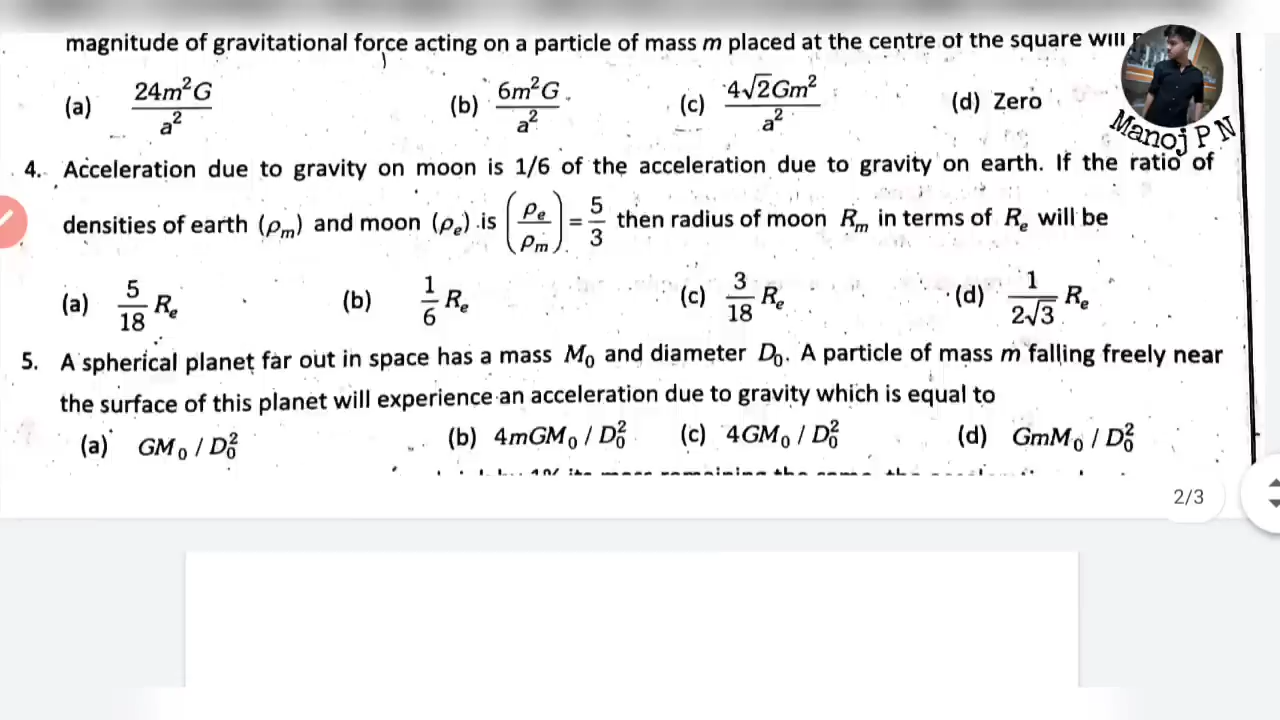 magnitude of gravitational force acting on a particle of mass m placed at the centre of the square will
(a) 24m²G / a² (b) 6m²G / a² (c) 4√2Gm² / a² (d) Zero
Manoj P N
4. Acceleration due to gravity on moon is 1/6 of the acceleration due to gravity on earth. If the ratio of
densities of earth (ρm) and moon (ρe) is (ρe/ρm) = 5/3 then radius of moon Rm in terms of Re will be
(a) 5/18 Re (b) 1/6 Re (c) 3/18 Re (d) 1/2√3 Re
5. A spherical planet far out in space has a mass M0 and diameter D0. A particle of mass m falling freely near
the surface of this planet will experience an acceleration due to gravity which is equal to
(a) GM0 / D0² (b) 4mGM0 / D0² (c) 4GM0 / D0² (d) GmM0 / D0²
2/3